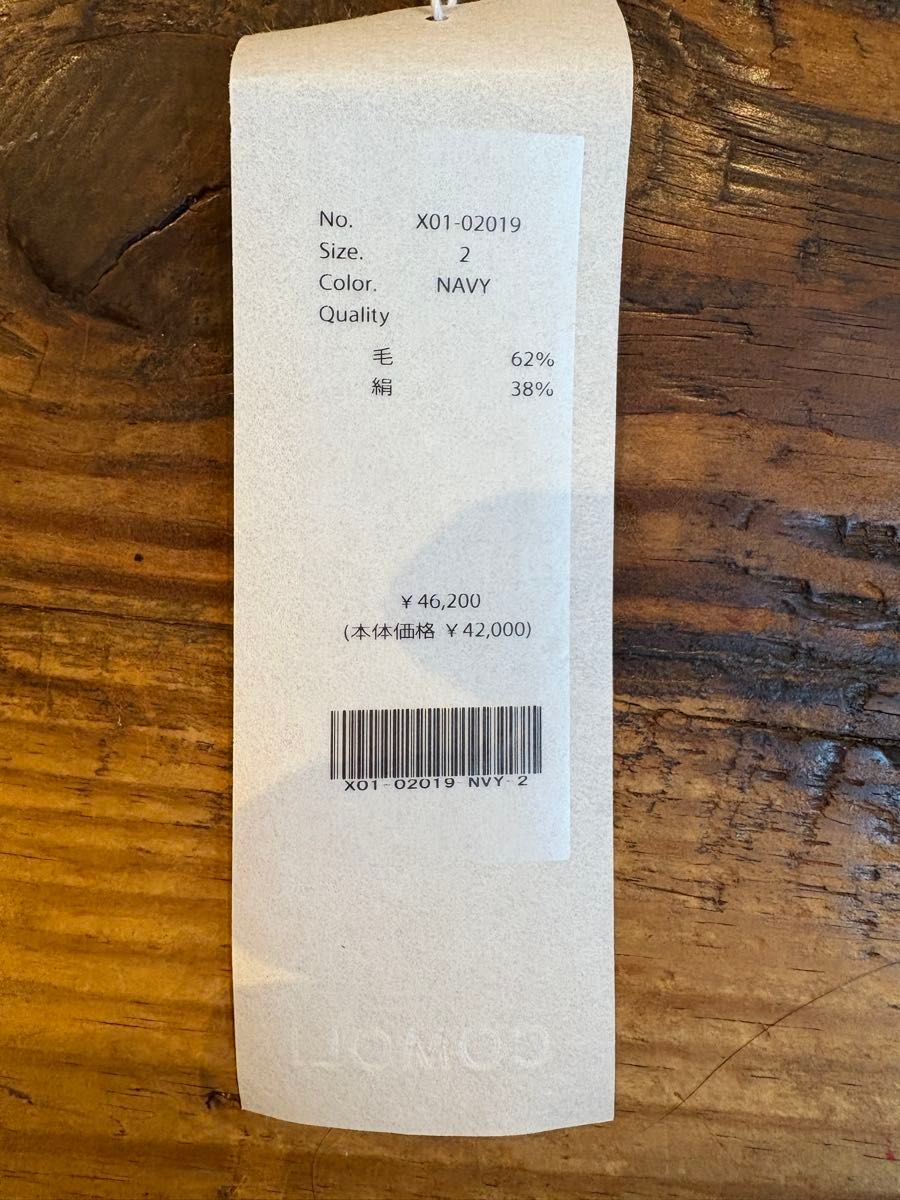 No. X01-02019
Size. 2
Color. NAVY
Quality
毛 62%
絹 38%
¥ 46,200
(本体価格 ¥ 42,000)
X01-02019-NVY-2
COMOLI